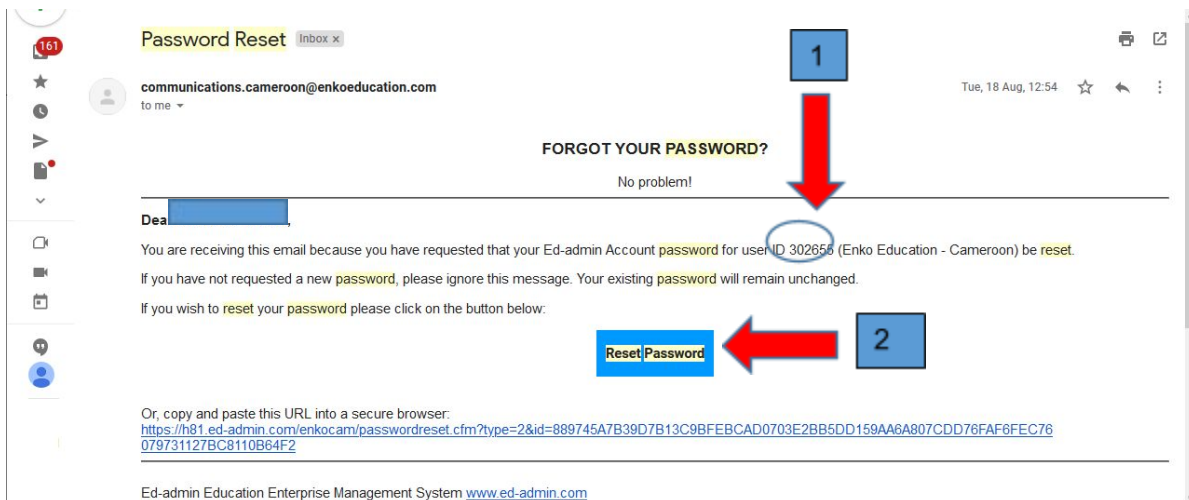 161
Password Reset Inbox x
1
communications.cameroon@enkoeducation.com
Tue, 18 Aug, 12:54
to me
FORGOT YOUR PASSWORD?
No problem!
Dea ,
You are receiving this email because you have requested that your Ed-admin Account password for user ID 302655 (Enko Education - Cameroon) be reset.
If you have not requested a new password, please ignore this message. Your existing password will remain unchanged.
If you wish to reset your password please click on the button below:
Reset Password
2
Or, copy and paste this URL into a secure browser:
https://h81.ed-admin.com/enkocam/passwordreset.cfm?type=2&id=889745A7B39D7B13C9BFEBCAD0703E2BB5DD159AA6A807CDD76FAF6FEC76
079731127BC8110B64F2
Ed-admin Education Enterprise Management System www.ed-admin.com